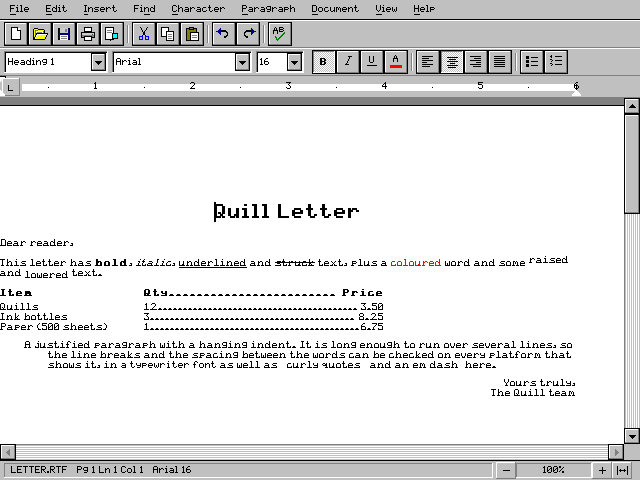 File Edit Insert Find Character Paragraph Document View Help
AB
Heading 1 Arial 16 B I U A
L 1 2 3 4 5 6
Quill Letter
Dear reader,
This letter has bold, italic, underlined and struck text, plus a coloured word and some raised
and lowered text.
Item Qty........................ Price
Quills 12........................ 3.50
Ink bottles 3........................ 8.25
Paper (500 sheets) 1........................ 6.75
A justified paragraph with a hanging indent. It is long enough to run over several lines, so
the line breaks and the spacing between the words can be checked on every platform that
shows it, in a typewriter font as well as curly quotes and an em dash here.
Yours truly,
The Quill team
LETTER.RTF Pg 1 Ln 1 Col 1 Arial 16 − 100% +